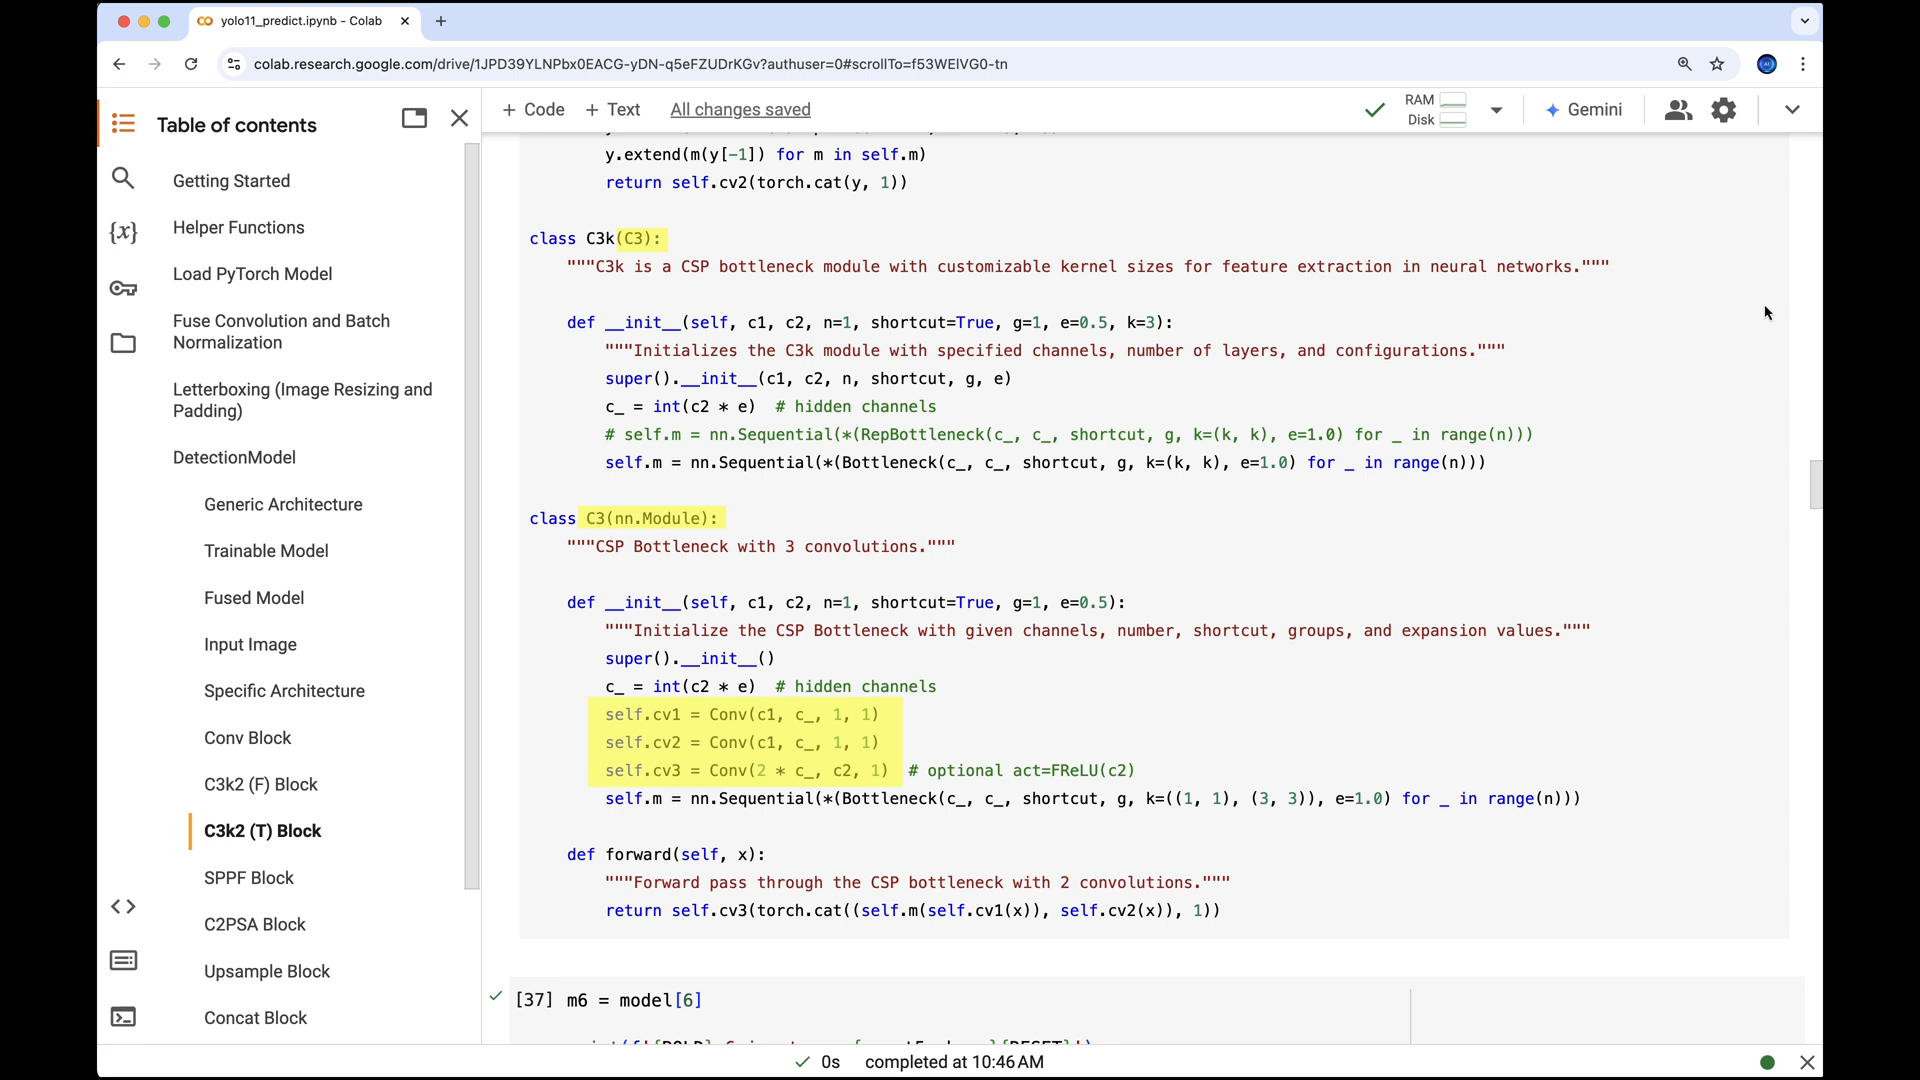 yolo11_predict.ipynb - Colab
colab.research.google.com/drive/1JPD39YLNPbx0EACG-yDN-q5eFZUDrKGv?authuser=0#scrollTo=f53WElVG0-tn
Table of contents
+ Code + Text All changes saved
RAM
Disk
Gemini
Getting Started
Helper Functions
Load PyTorch Model
Fuse Convolution and Batch
Normalization
Letterboxing (Image Resizing and
Padding)
DetectionModel
Generic Architecture
Trainable Model
Fused Model
Input Image
Specific Architecture
Conv Block
C3k2 (F) Block
C3k2 (T) Block
SPPF Block
C2PSA Block
Upsample Block
Concat Block
y.extend(m(y[-1]) for m in self.m)
return self.cv2(torch.cat(y, 1))
class C3k(C3):
"""C3k is a CSP bottleneck module with customizable kernel sizes for feature extraction in neural networks."""
def __init__(self, c1, c2, n=1, shortcut=True, g=1, e=0.5, k=3):
"""Initializes the C3k module with specified channels, number of layers, and configurations."""
super().__init__(c1, c2, n, shortcut, g, e)
c_ = int(c2 * e)  # hidden channels
# self.m = nn.Sequential(*(RepBottleneck(c_, c_, shortcut, g, k=(k, k), e=1.0) for _ in range(n)))
self.m = nn.Sequential(*(Bottleneck(c_, c_, shortcut, g, k=(k, k), e=1.0) for _ in range(n)))
class C3(nn.Module):
"""CSP Bottleneck with 3 convolutions."""
def __init__(self, c1, c2, n=1, shortcut=True, g=1, e=0.5):
"""Initialize the CSP Bottleneck with given channels, number, shortcut, groups, and expansion values."""
super().__init__()
c_ = int(c2 * e)  # hidden channels
self.cv1 = Conv(c1, c_, 1, 1)
self.cv2 = Conv(c1, c_, 1, 1)
self.cv3 = Conv(2 * c_, c2, 1)  # optional act=FReLU(c2)
self.m = nn.Sequential(*(Bottleneck(c_, c_, shortcut, g, k=((1, 1), (3, 3)), e=1.0) for _ in range(n)))
def forward(self, x):
"""Forward pass through the CSP bottleneck with 2 convolutions."""
return self.cv3(torch.cat((self.m(self.cv1(x)), self.cv2(x)), 1))
[37] m6 = model[6]
0s completed at 10:46 AM